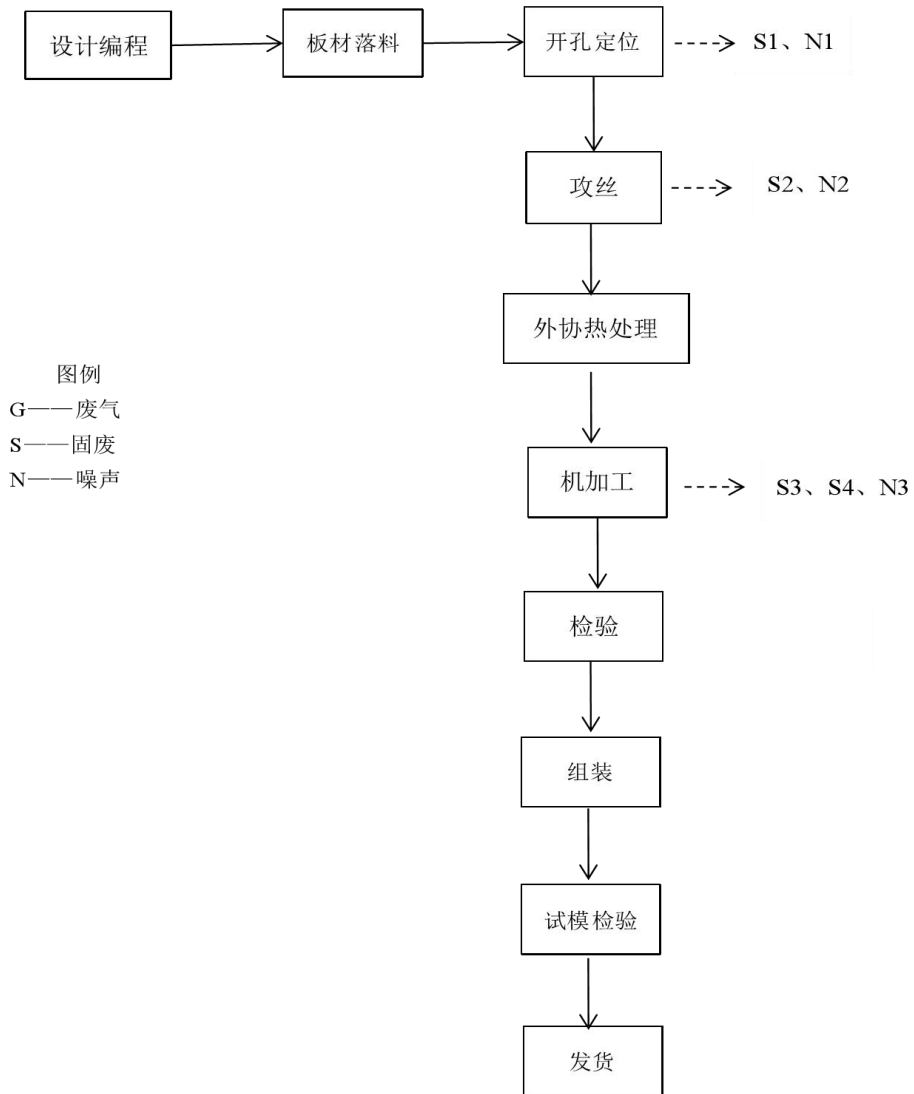 设计编程
板材落料
开孔定位
S1、N1
攻丝
S2、N2
外协热处理
图例
G——废气
S——固废
N——噪声
机加工
S3、S4、N3
检验
组装
试模检验
发货